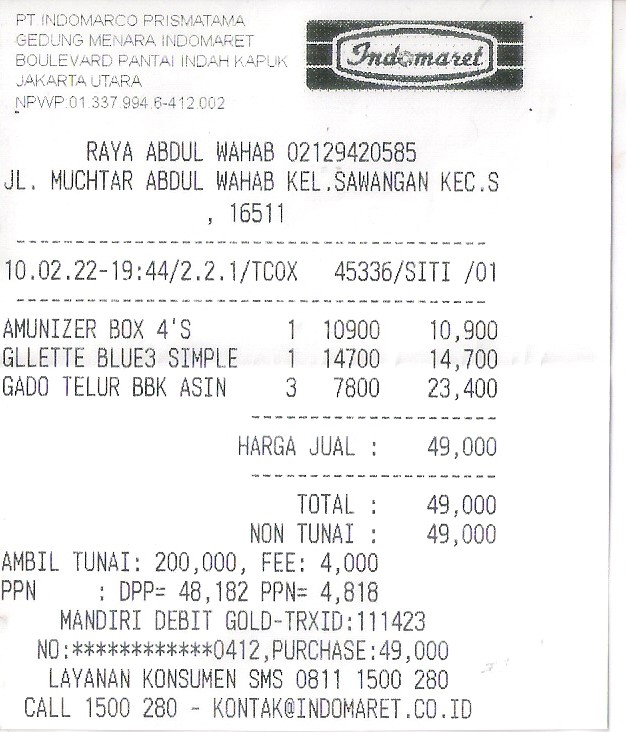 PT INDOMARCO PRISMATAMA
GEDUNG MENARA INDOMARET
BOULEVARD PANTAI INDAH KAPUK
JAKARTA UTARA
NPWP:01.337.994.6-412.002
Indomaret
RAYA ABDUL WAHAB 02129420585
JL. MUCHTAR ABDUL WAHAB KEL.SAWANGAN KEC.S
, 16511
10.02.22-19:44/2.2.1/TCOX 45336/SITI /01
AMUNIZER BOX 4'S 1 10900 10,900
GLLETTE BLUE3 SIMPLE 1 14700 14,700
GADO TELUR BBK ASIN 3 7800 23,400
HARGA JUAL : 49,000
TOTAL : 49,000
NON TUNAI : 49,000
AMBIL TUNAI: 200,000, FEE: 4,000
PPN : DPP= 48,182 PPN= 4,818
MANDIRI DEBIT GOLD-TRXID:111423
NO:************0412,PURCHASE:49,000
LAYANAN KONSUMEN SMS 0811 1500 280
CALL 1500 280 - KONTAK@INDOMARET.CO.ID